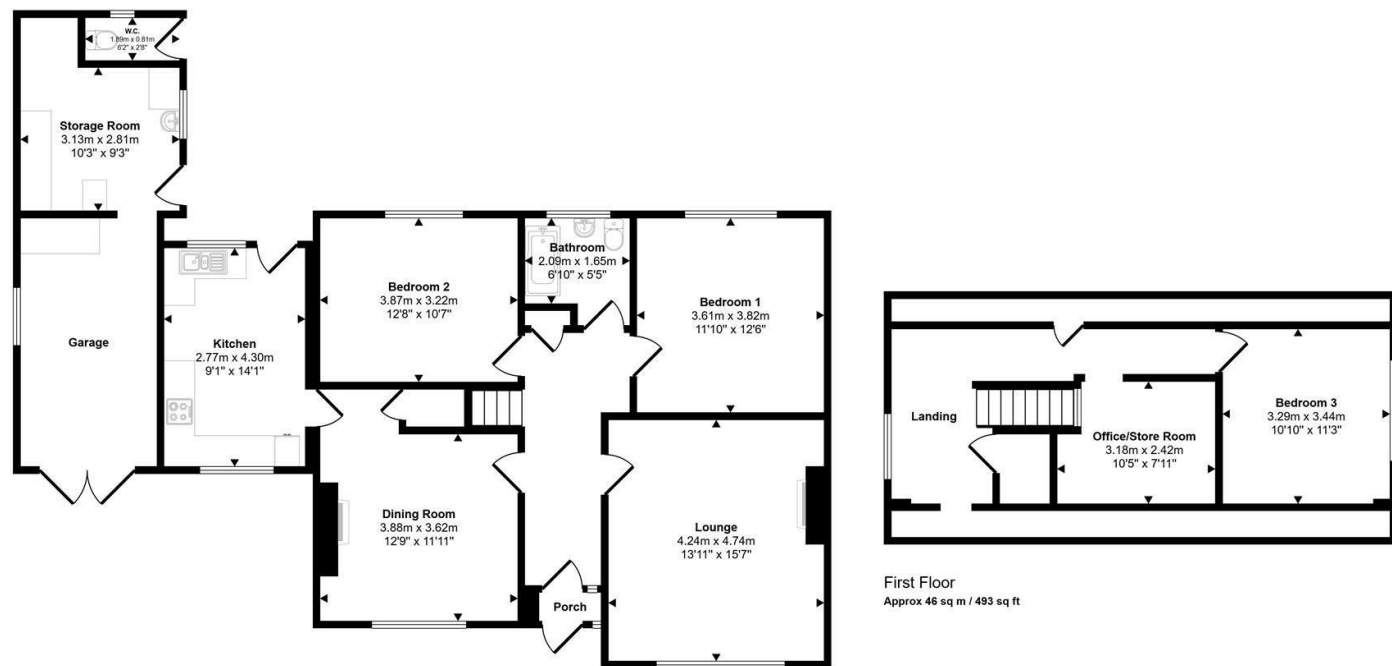 W.C.
1.89m x 0.81m
6'2" x 2'8"
Storage Room
3.13m x 2.81m
10'3" x 9'3"
Garage
Kitchen
2.77m x 4.30m
9'1" x 14'1"
Bedroom 2
3.87m x 3.22m
12'8" x 10'7"
Bathroom
2.09m x 1.65m
6'10" x 5'5"
Bedroom 1
3.61m x 3.82m
11'10" x 12'6"
Dining Room
3.88m x 3.62m
12'9" x 11'11"
Porch
Lounge
4.24m x 4.74m
13'11" x 15'7"
Landing
Office/Store Room
3.18m x 2.42m
10'5" x 7'11"
Bedroom 3
3.29m x 3.44m
10'10" x 11'3"
First Floor
Approx 46 sq m / 493 sq ft